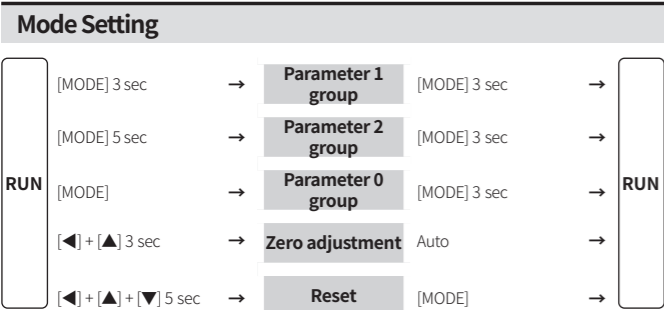 Mode Setting
RUN
[MODE] 3 sec → Parameter 1 group [MODE] 3 sec →
[MODE] 5 sec → Parameter 2 group [MODE] 3 sec →
[MODE] → Parameter 0 group [MODE] 3 sec →
[◀] + [▲] 3 sec → Zero adjustment Auto →
[◀] + [▲] + [▼] 5 sec → Reset [MODE] →
RUN